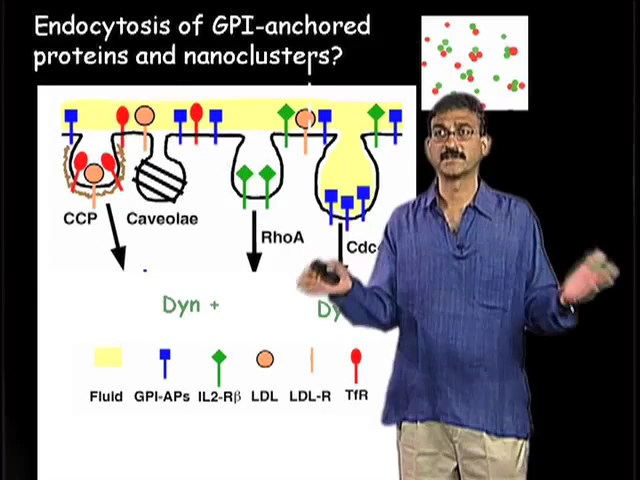 Endocytosis of GPI-anchored
proteins and nanoclusters?
CCP
Caveolae
RhoA
Cdc
Dyn +
Fluid GPI-APs IL2-Rβ LDL LDL-R TfR